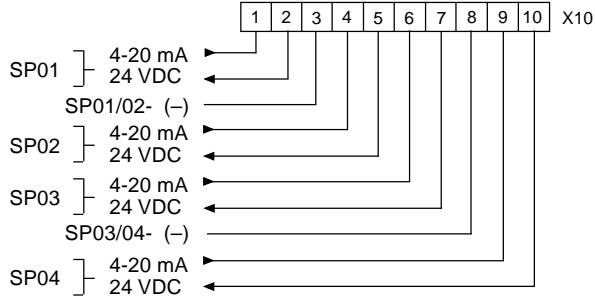 1 2 3 4 5 6 7 8 9 10 X10
4-20 mA
SP01
24 VDC
SP01/02- (–)
4-20 mA
SP02
24 VDC
4-20 mA
SP03
24 VDC
SP03/04- (–)
4-20 mA
SP04
24 VDC